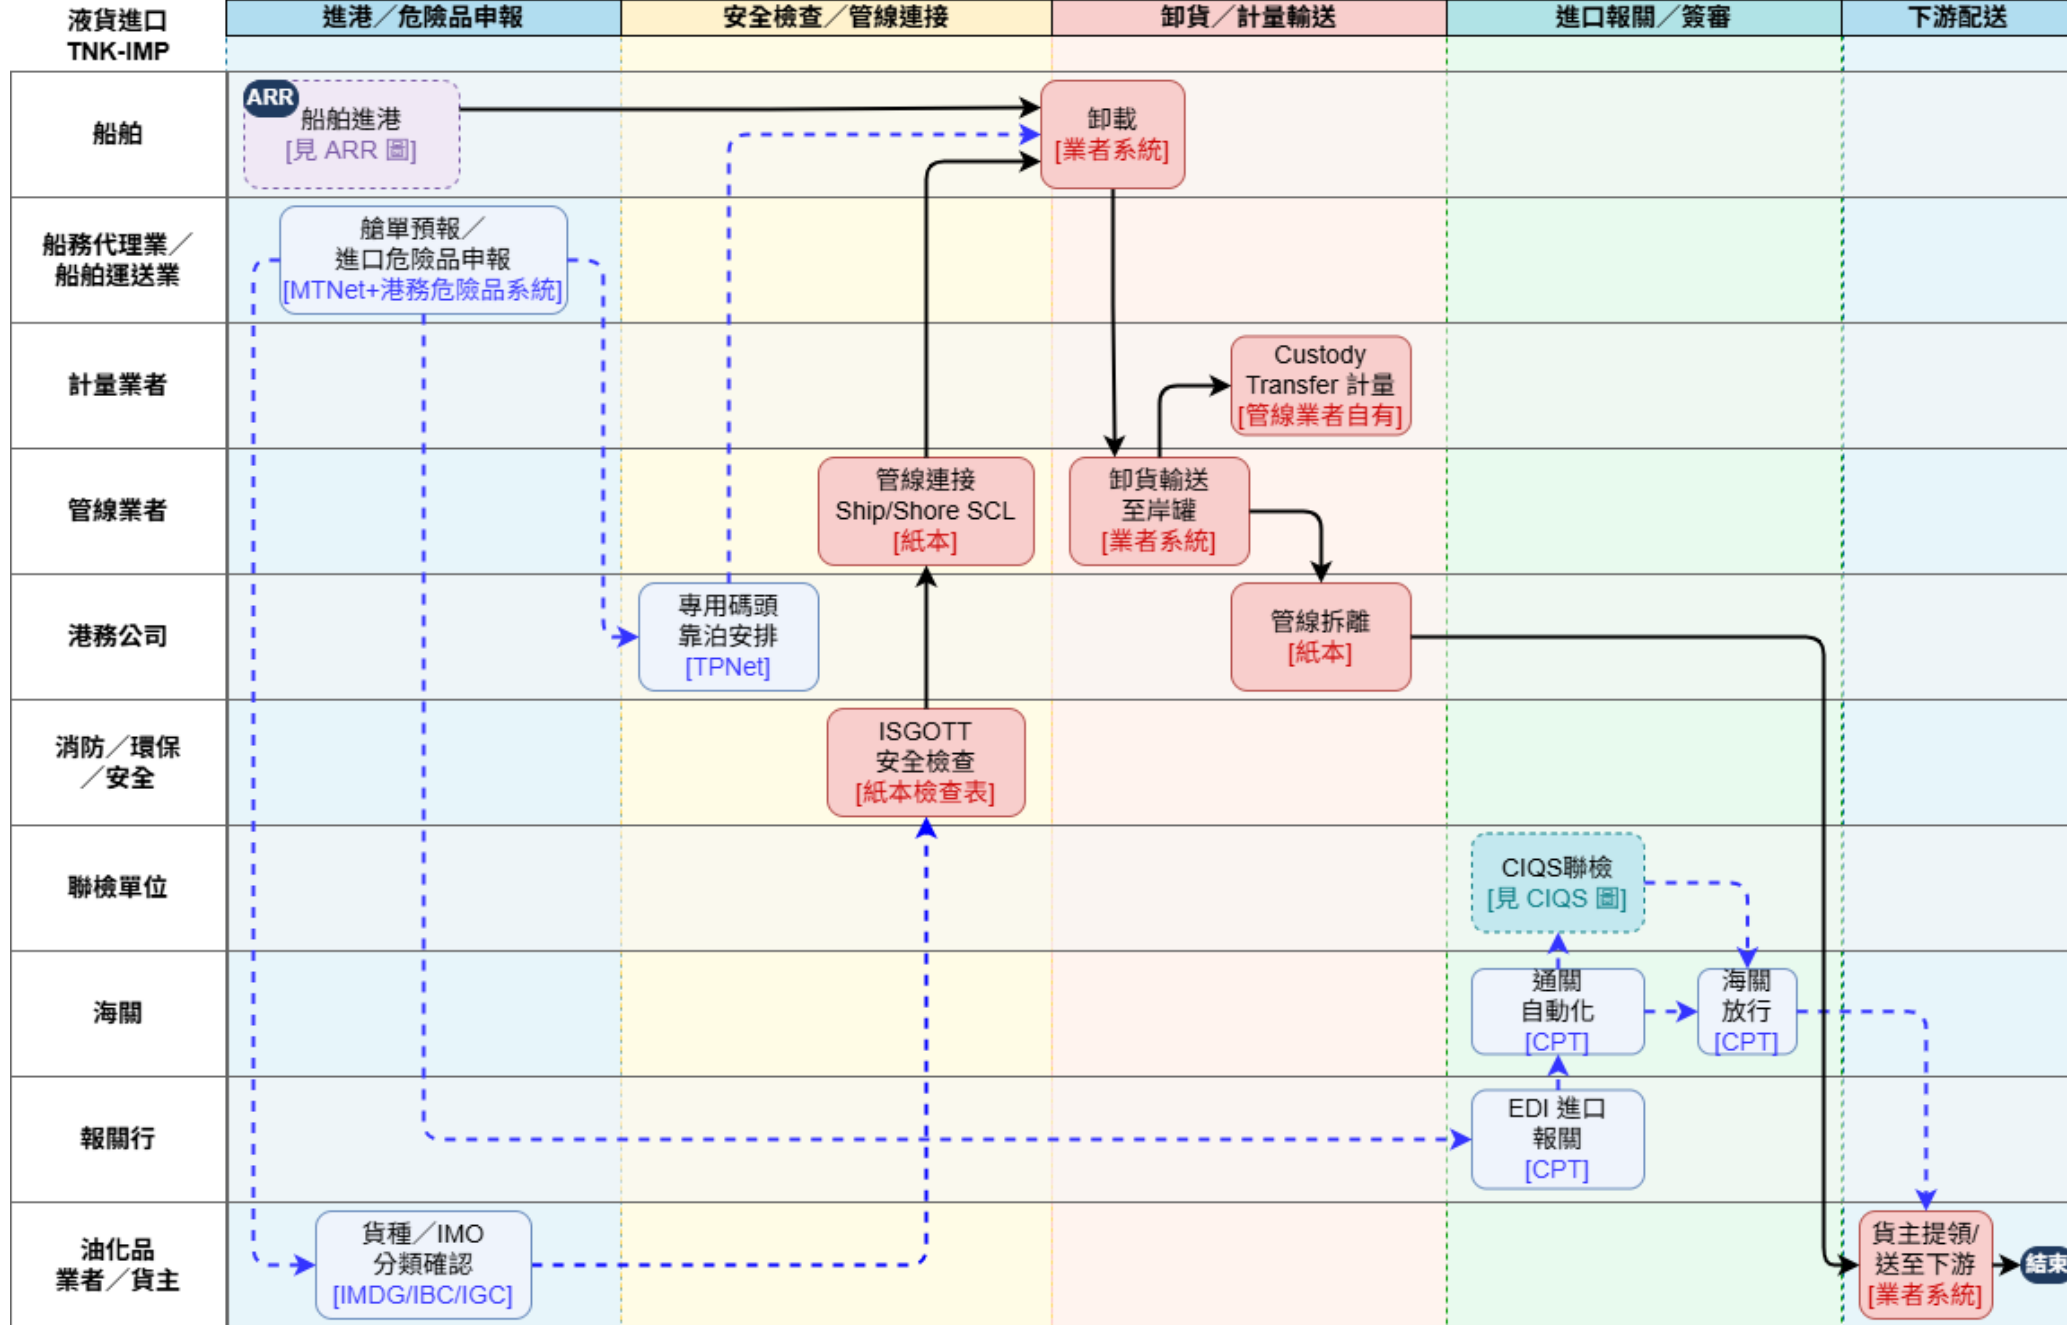 液貨進口
TNK-IMP
進港／危險品申報
安全檢查／管線連接
卸貨／計量輸送
進口報關／簽審
下游配送
船舶
ARR
船舶進港
[見 ARR 圖]
卸載
[業者系統]
船務代理業／
船舶運送業
艙單預報／
進口危險品申報
[MTNet+港務危險品系統]
計量業者
Custody
Transfer 計量
[管線業者自有]
管線業者
管線連接
Ship/Shore SCL
[紙本]
卸貨輸送
至岸罐
[業者系統]
港務公司
專用碼頭
靠泊安排
[TPNet]
管線拆離
[紙本]
消防／環保
／安全
ISGOTT
安全檢查
[紙本檢查表]
聯檢單位
CIQS聯檢
[見 CIQS 圖]
海關
通關
自動化
[CPT]
海關
放行
[CPT]
報關行
EDI 進口
報關
[CPT]
油化品
業者／貨主
貨種／IMO
分類確認
[IMDG/IBC/IGC]
貨主提領/
送至下游
[業者系統]
結束